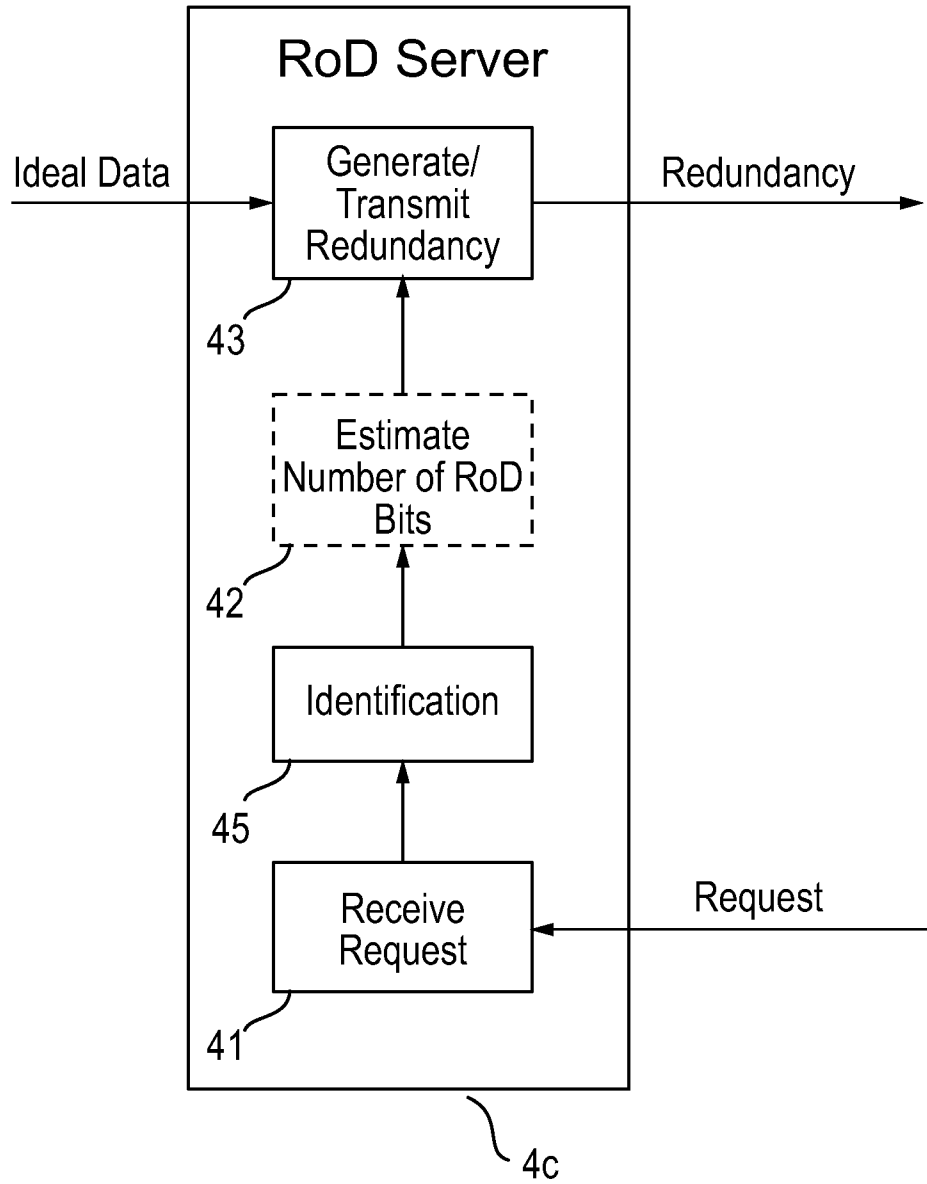 RoD Server
Ideal Data
Generate/
Transmit
Redundancy
Redundancy
43
Estimate
Number of RoD
Bits
42
Identification
45
Receive
Request
Request
41
4c